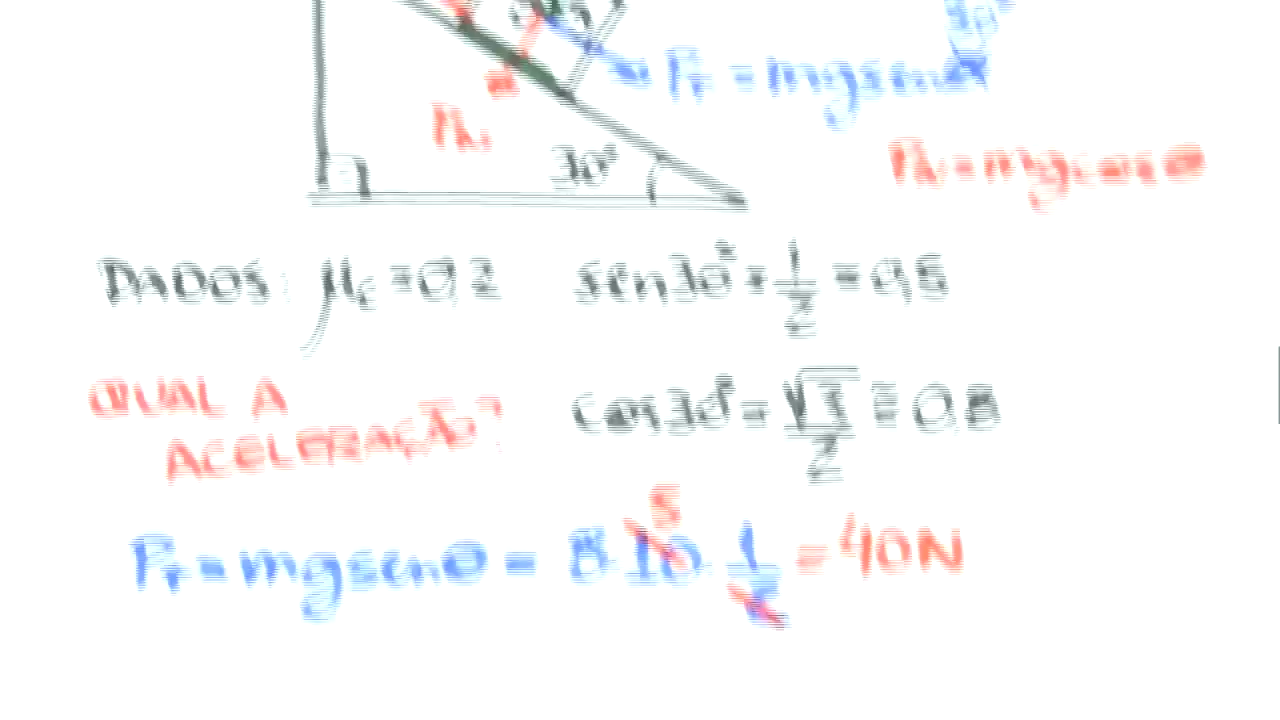 PT = mgsenθ
PN = mgcosθ
30°
DADOS: μc = 0,2 sen30° = 1/2 = 0,5
QUAL A cos30° = √3/2 = 0,8
ACELERAÇÃO?
5
PT = mgsenθ = 8·10·1/2 = 40N